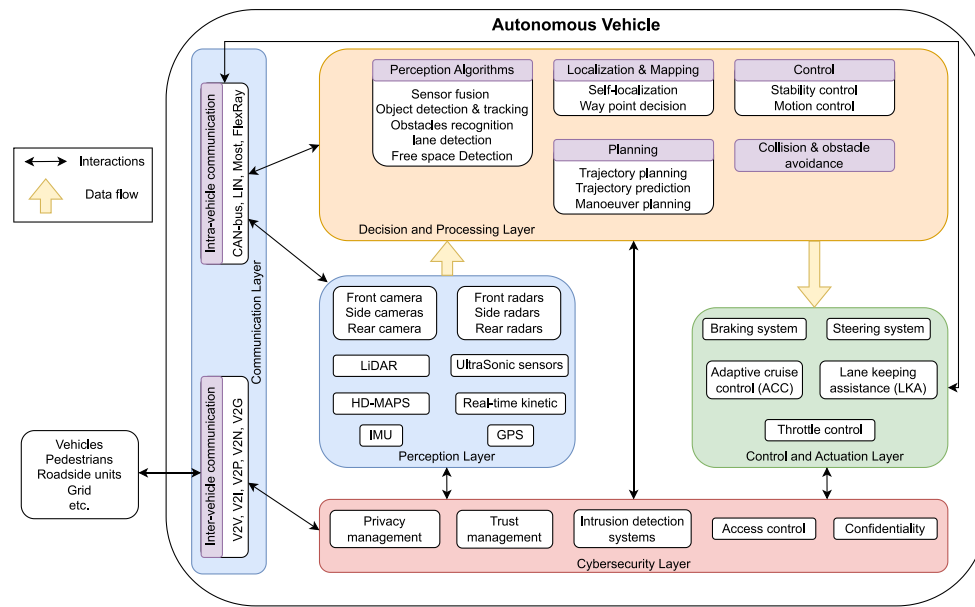 Autonomous Vehicle
Interactions
Data flow
Communication Layer
Intra-vehicle communication
CAN-bus, LIN, Most, FlexRay
Inter-vehicle communication
V2V, V2I, V2P, V2N, V2G
Vehicles
Pedestrians
Roadside units
Grid
etc.
Perception Algorithms
Sensor fusion
Object detection & tracking
Obstacles recognition
lane detection
Free space Detection
Localization & Mapping
Self-localization
Way point decision
Control
Stability control
Motion control
Planning
Trajectory planning
Trajectory prediction
Manoeuver planning
Collision & obstacle
avoidance
Decision and Processing Layer
Front camera
Side cameras
Rear camera
Front radars
Side radars
Rear radars
LiDAR
UltraSonic sensors
HD-MAPS
Real-time kinetic
IMU
GPS
Perception Layer
Braking system
Steering system
Adaptive cruise
control (ACC)
Lane keeping
assistance (LKA)
Throttle control
Control and Actuation Layer
Privacy
management
Trust
management
Intrusion detection
systems
Access control
Confidentiality
Cybersecurity Layer